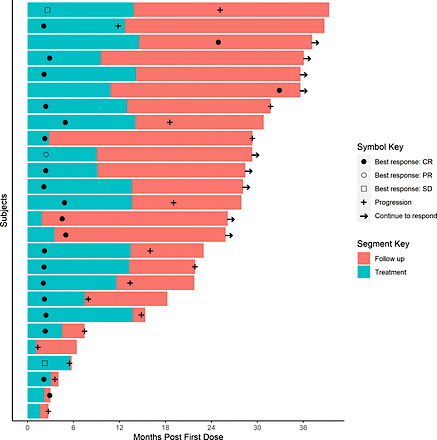 Subjects
Symbol Key
Best response: CR
Best response: PR
Best response: SD
Progression
Continue to respond
Segment Key
Follow up
Treatment
0 6 12 18 24 30 36
Months Post First Dose